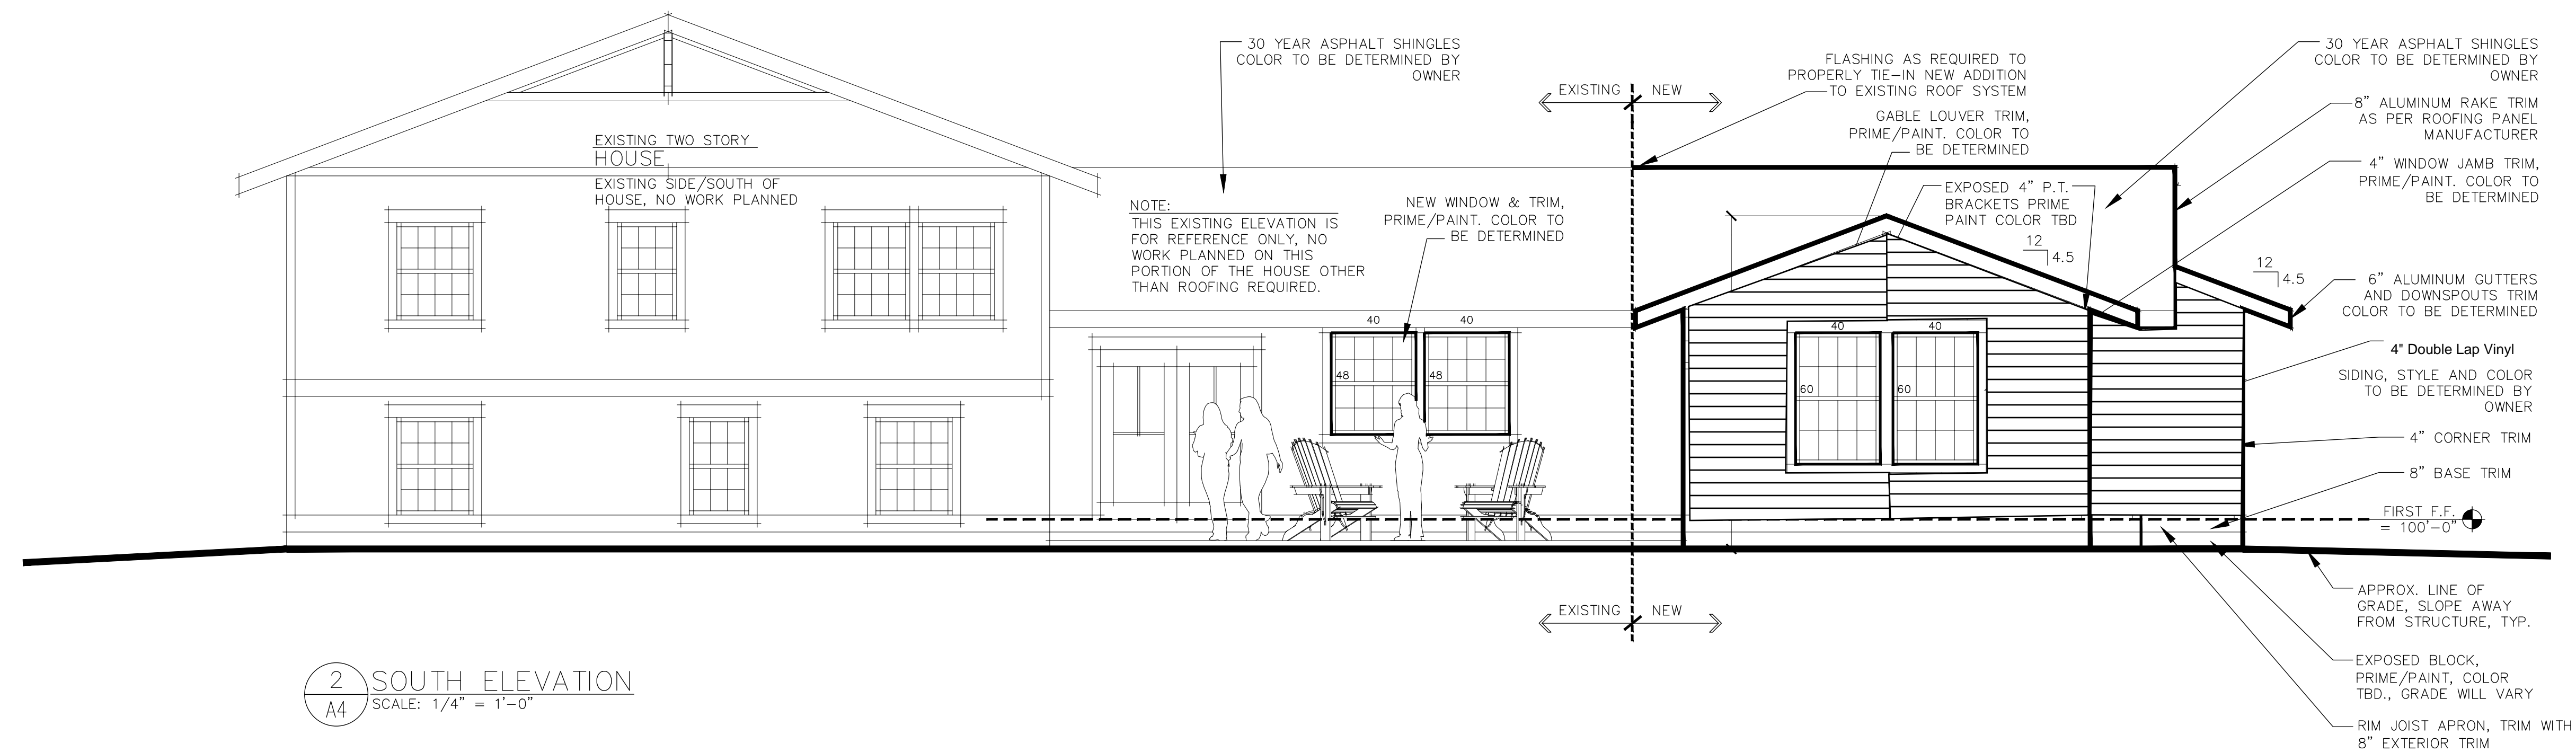 EXISTING TWO STORY
HOUSE
EXISTING SIDE/SOUTH OF
HOUSE, NO WORK PLANNED
30 YEAR ASPHALT SHINGLES
COLOR TO BE DETERMINED BY
OWNER
NOTE:
THIS EXISTING ELEVATION IS
FOR REFERENCE ONLY, NO
WORK PLANNED ON THIS
PORTION OF THE HOUSE OTHER
THAN ROOFING REQUIRED.
NEW WINDOW & TRIM,
PRIME/PAINT. COLOR TO
BE DETERMINED
40
40
48
48
EXISTING
NEW
FLASHING AS REQUIRED TO
PROPERLY TIE-IN NEW ADDITION
TO EXISTING ROOF SYSTEM
GABLE LOUVER TRIM,
PRIME/PAINT. COLOR TO
BE DETERMINED
EXPOSED 4" P.T.
BRACKETS PRIME
PAINT COLOR TBD
12
4.5
12
4.5
40
40
60
60
30 YEAR ASPHALT SHINGLES
COLOR TO BE DETERMINED BY
OWNER
8" ALUMINUM RAKE TRIM
AS PER ROOFING PANEL
MANUFACTURER
4" WINDOW JAMB TRIM,
PRIME/PAINT. COLOR TO
BE DETERMINED
6" ALUMINUM GUTTERS
AND DOWNSPOUTS TRIM
COLOR TO BE DETERMINED
4" Double Lap Vinyl
SIDING, STYLE AND COLOR
TO BE DETERMINED BY
OWNER
4" CORNER TRIM
8" BASE TRIM
FIRST F.F.
= 100'-0"
APPROX. LINE OF
GRADE, SLOPE AWAY
FROM STRUCTURE, TYP.
EXPOSED BLOCK,
PRIME/PAINT, COLOR
TBD., GRADE WILL VARY
RIM JOIST APRON, TRIM WITH
8" EXTERIOR TRIM
EXISTING
NEW
2
A4
SOUTH ELEVATION
SCALE: 1/4" = 1'-0"